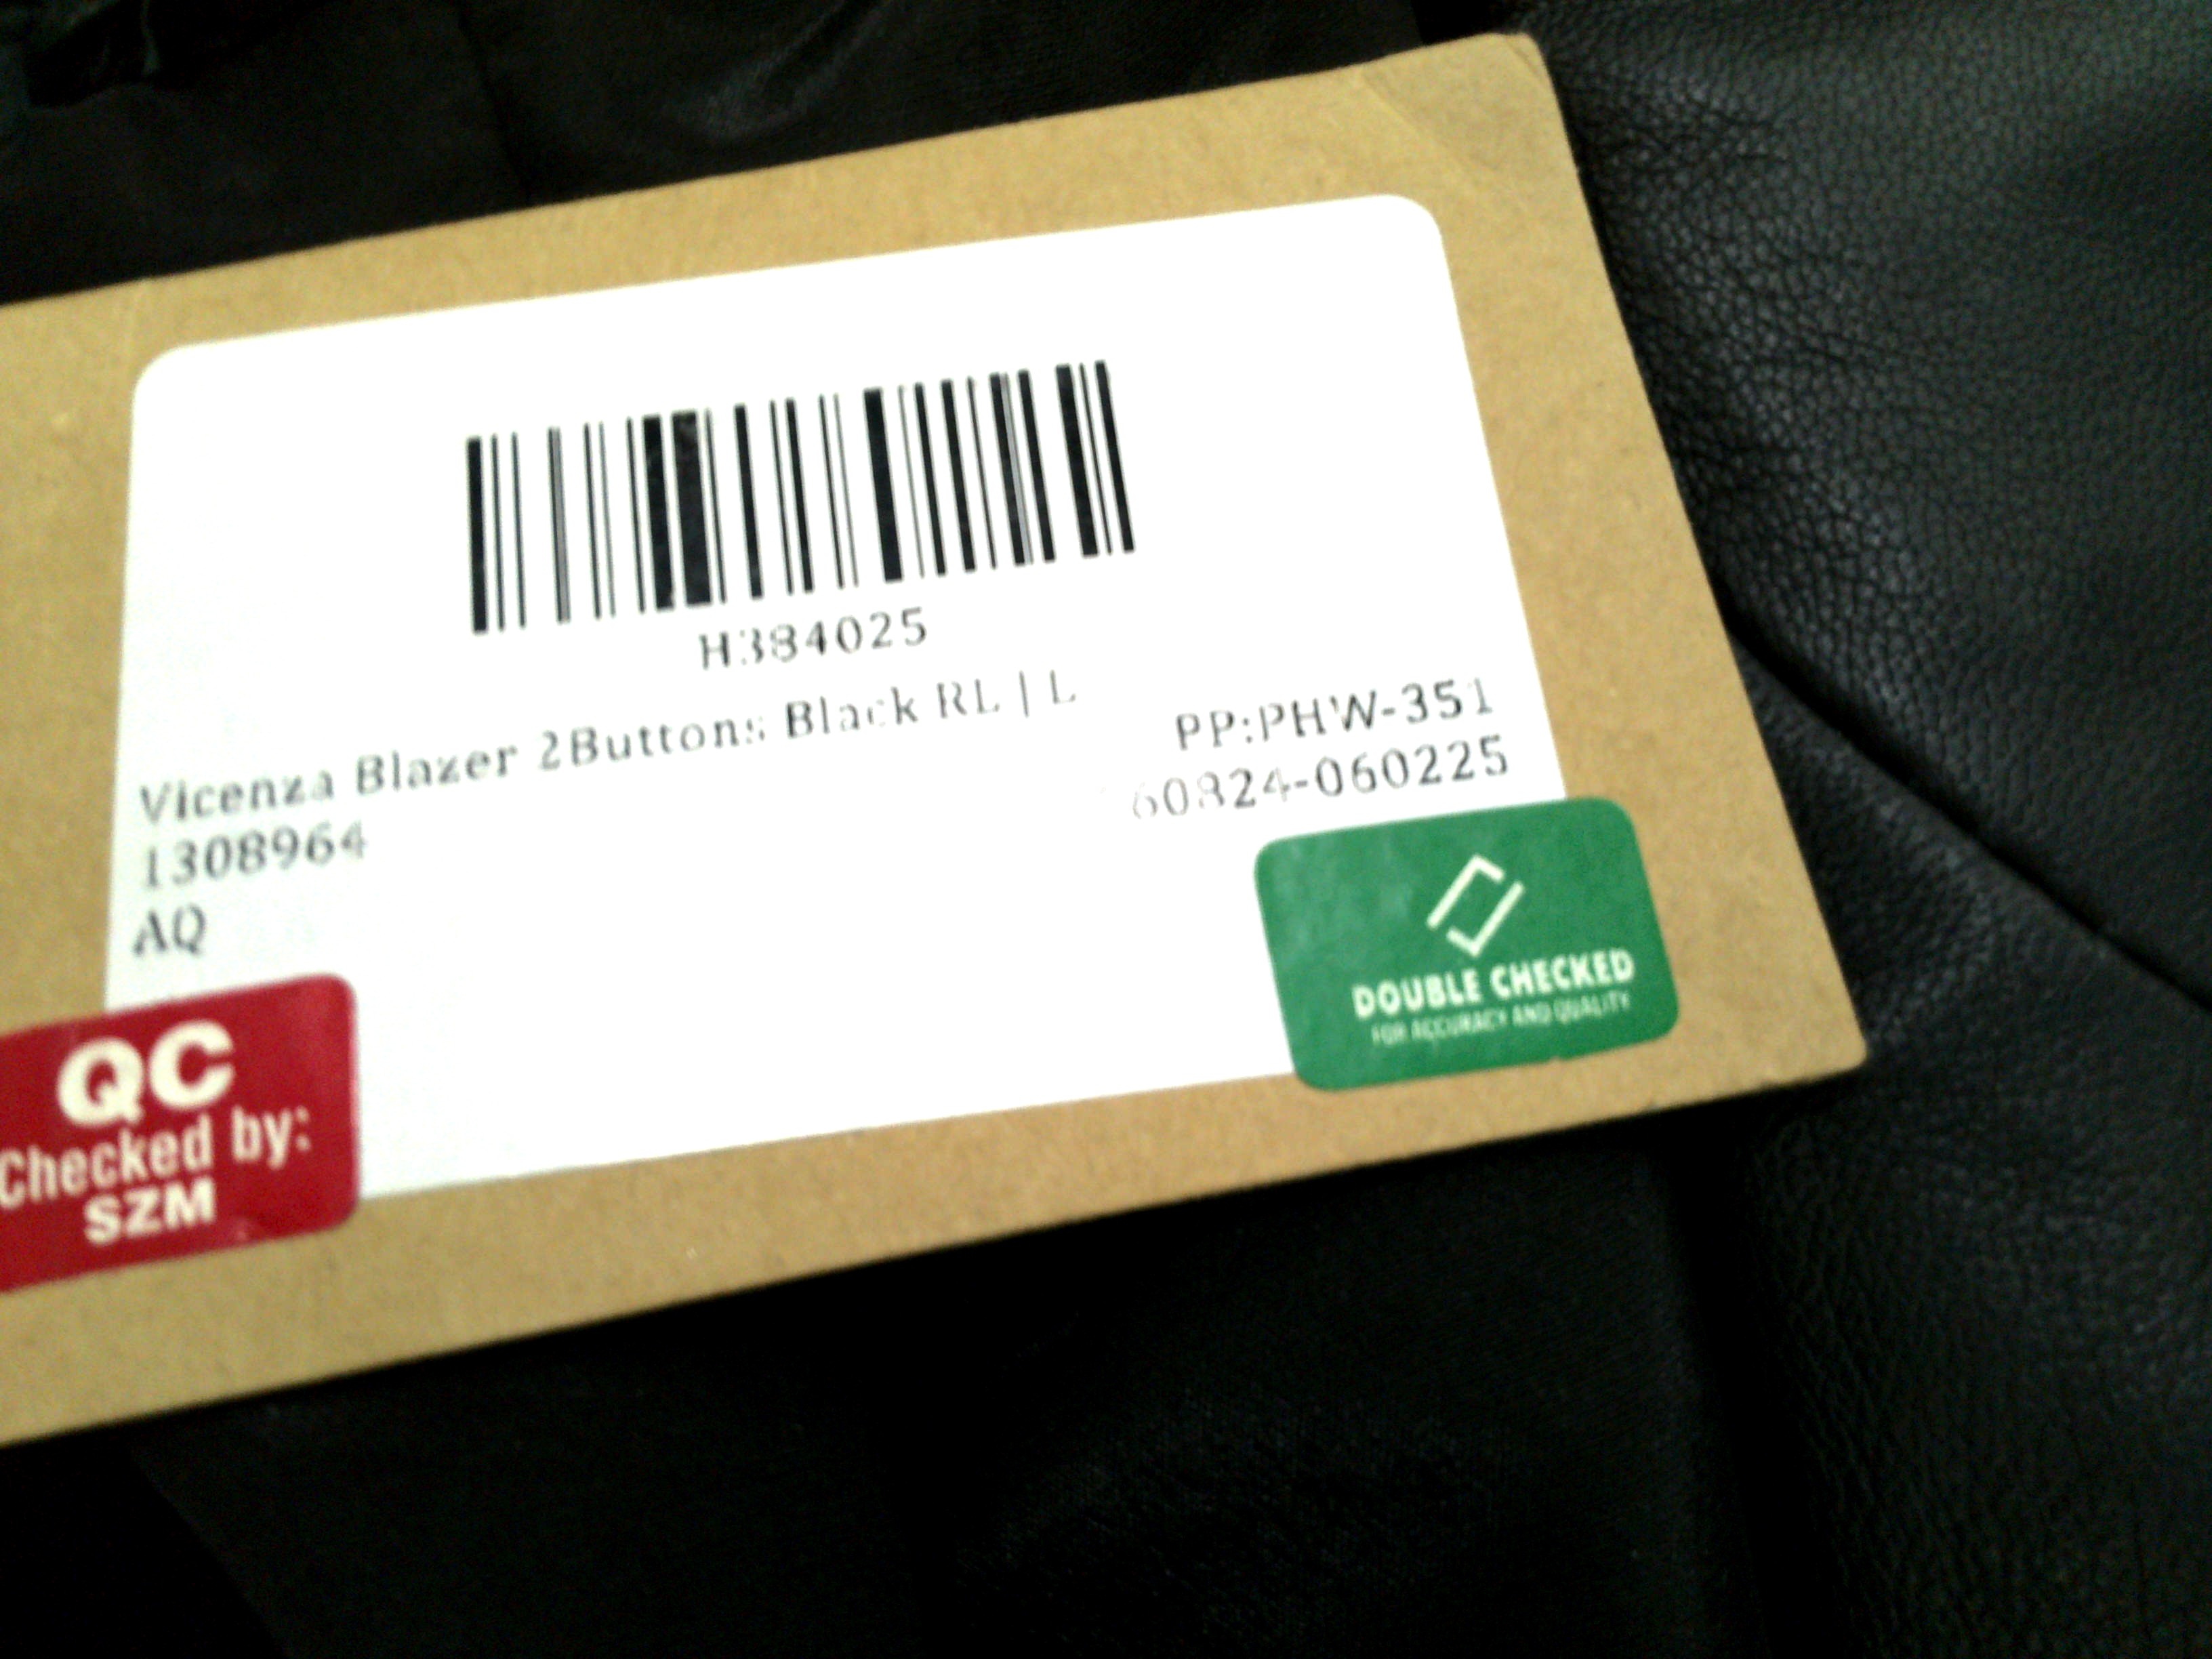 H384025
Vicenza Blazer 2Buttons Black RL | L
PP:PHW-351
60824-060225
1308964
AQ
QC
Checked by:
SZM
DOUBLE CHECKED
FOR ACCURACY AND QUALITY